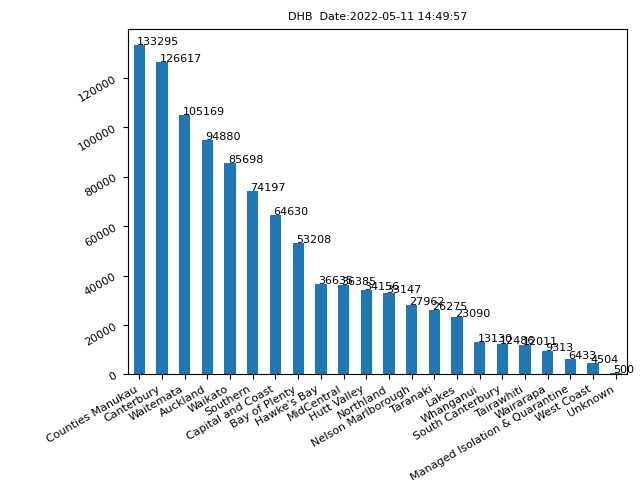 DHB  Date:2022-05-11 14:49:57
133295
126617
105169
94880
85698
74197
64630
53208
36635
36385
34156
33147
27962
26275
23090
13130
12486
12011
9313
6433
4504
500
120000
100000
80000
60000
40000
20000
0
Counties Manukau
Canterbury
Waitemata
Auckland
Waikato
Southern
Capital and Coast
Bay of Plenty
Hawke's Bay
MidCentral
Hutt Valley
Northland
Nelson Marlborough
Taranaki
Lakes
Whanganui
South Canterbury
Tairawhiti
Wairarapa
Managed Isolation & Quarantine
West Coast
Unknown